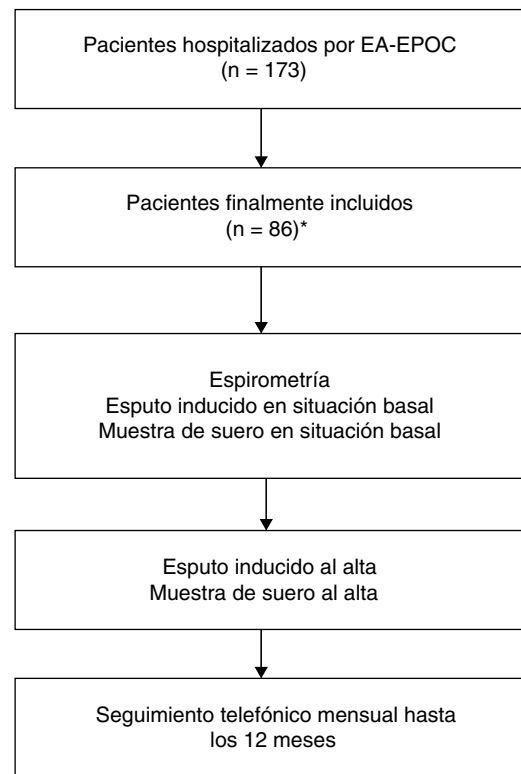 Pacientes hospitalizados por EA-EPOC
(n = 173)
Pacientes finalmente incluidos
(n = 86)*
Espirometría
Esputo inducido en situación basal
Muestra de suero en situación basal
Esputo inducido al alta
Muestra de suero al alta
Seguimiento telefónico mensual hasta
los 12 meses